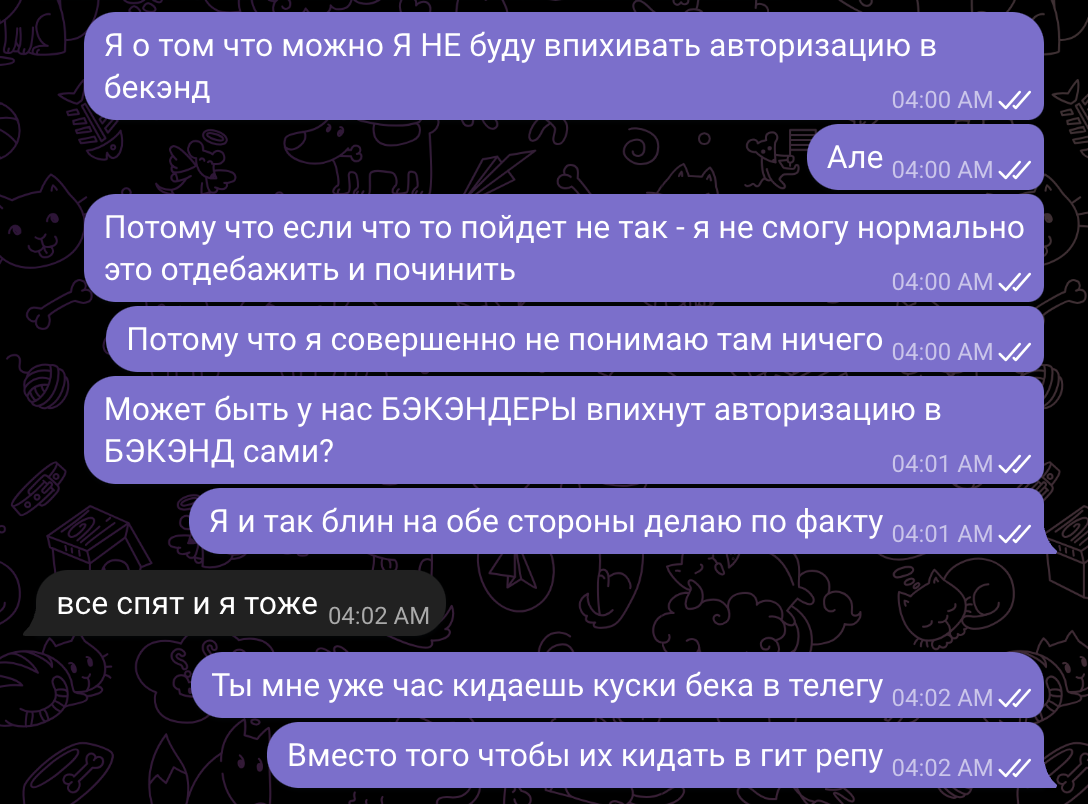 Я о том что можно Я НЕ буду впихивать авторизацию в
бекэнд
04:00 AM
Але 04:00 AM
Потому что если что то пойдет не так - я не смогу нормально
это отдебажить и починить
04:00 AM
Потому что я совершенно не понимаю там ничего 04:00 AM
Может быть у нас БЭКЭНДЕРЫ впихнут авторизацию в
БЭКЭНД сами?
04:01 AM
Я и так блин на обе стороны делаю по факту 04:01 AM
все спят и я тоже 04:02 AM
Ты мне уже час кидаешь куски бека в телегу 04:02 AM
Вместо того чтобы их кидать в гит репу 04:02 AM